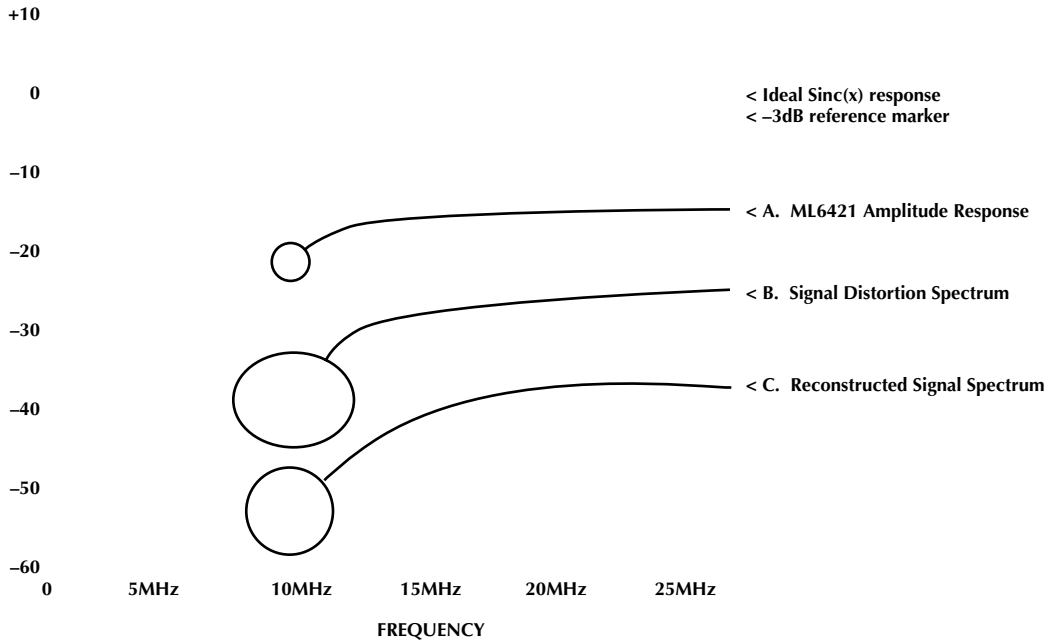 +10
0
−10
−20
−30
−40
−50
−60
< Ideal Sinc(x) response
< –3dB reference marker
< A. ML6421 Amplitude Response
< B. Signal Distortion Spectrum
< C. Reconstructed Signal Spectrum
0 5MHz 10MHz 15MHz 20MHz 25MHz
FREQUENCY